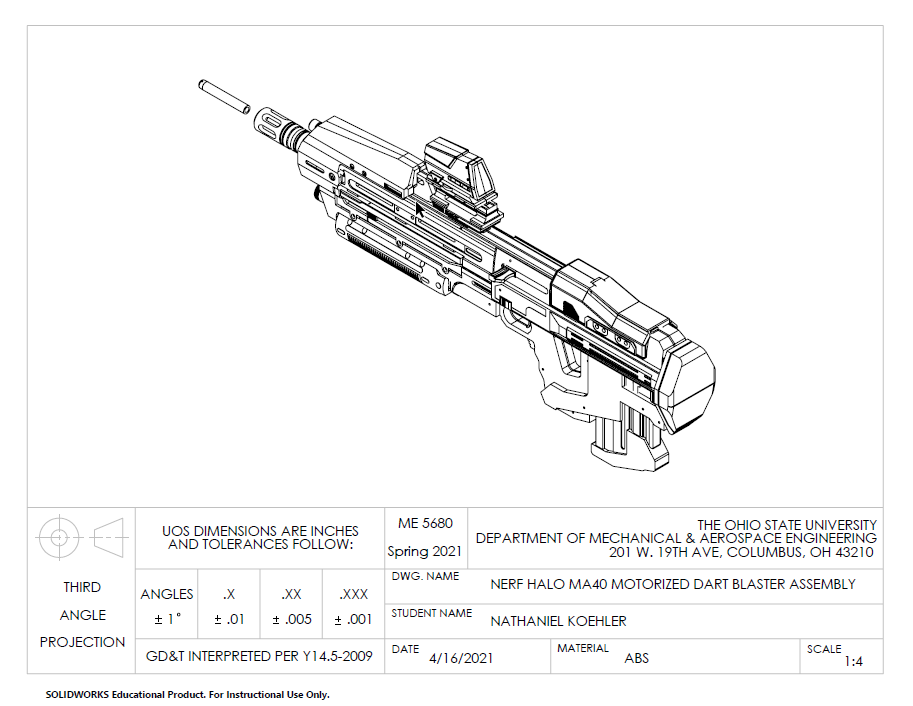 THIRD
ANGLE
PROJECTION
UOS DIMENSIONS ARE INCHES
AND TOLERANCES FOLLOW:
ANGLES
± 1°
.X
± .01
.XX
± .005
.XXX
± .001
GD&T INTERPRETED PER Y14.5-2009
ME 5680
Spring 2021
THE OHIO STATE UNIVERSITY
DEPARTMENT OF MECHANICAL & AEROSPACE ENGINEERING
201 W. 19TH AVE, COLUMBUS, OH 43210
DWG. NAME
NERF HALO MA40 MOTORIZED DART BLASTER ASSEMBLY
STUDENT NAME
NATHANIEL KOEHLER
DATE
4/16/2021
MATERIAL
ABS
SCALE
1:4
SOLIDWORKS Educational Product. For Instructional Use Only.